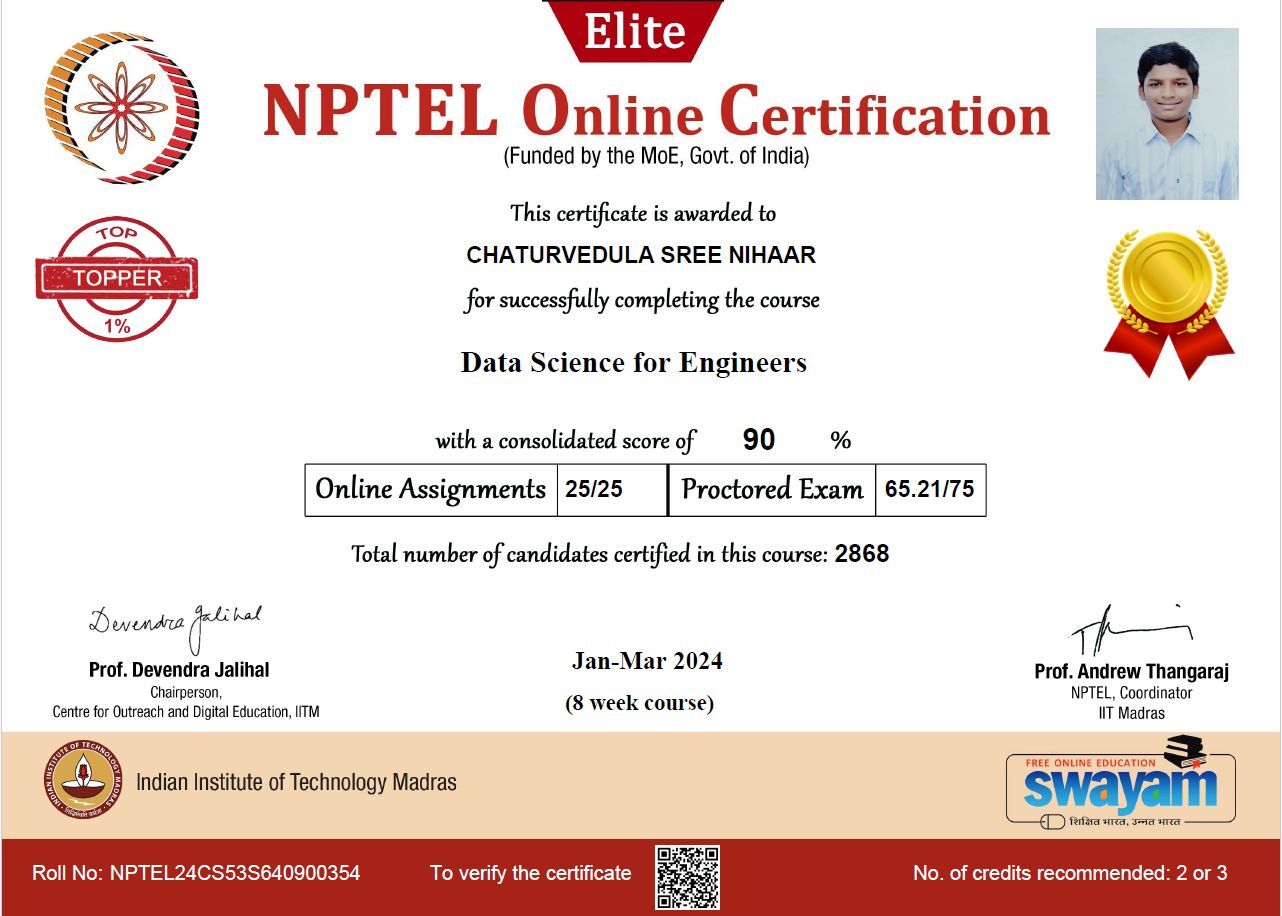 Elite
NPTEL Online Certification
(Funded by the MoE, Govt. of India)
This certificate is awarded to
CHATURVEDULA SREE NIHAAR
for successfully completing the course
TOP
TOPPER
1%
Data Science for Engineers
with a consolidated score of 90 %
Online Assignments 25/25 Proctored Exam 65.21/75
Total number of candidates certified in this course: 2868
Devendra Jalihal
Prof. Devendra Jalihal
Chairperson,
Centre for Outreach and Digital Education, IITM
Jan-Mar 2024
(8 week course)
Prof. Andrew Thangaraj
NPTEL, Coordinator
IIT Madras
INDIAN INSTITUTE OF TECHNOLOGY MADRAS
Indian Institute of Technology Madras
FREE ONLINE EDUCATION
swayam
शिक्षित भारत, उन्नत भारत
Roll No: NPTEL24CS53S640900354
To verify the certificate
No. of credits recommended: 2 or 3